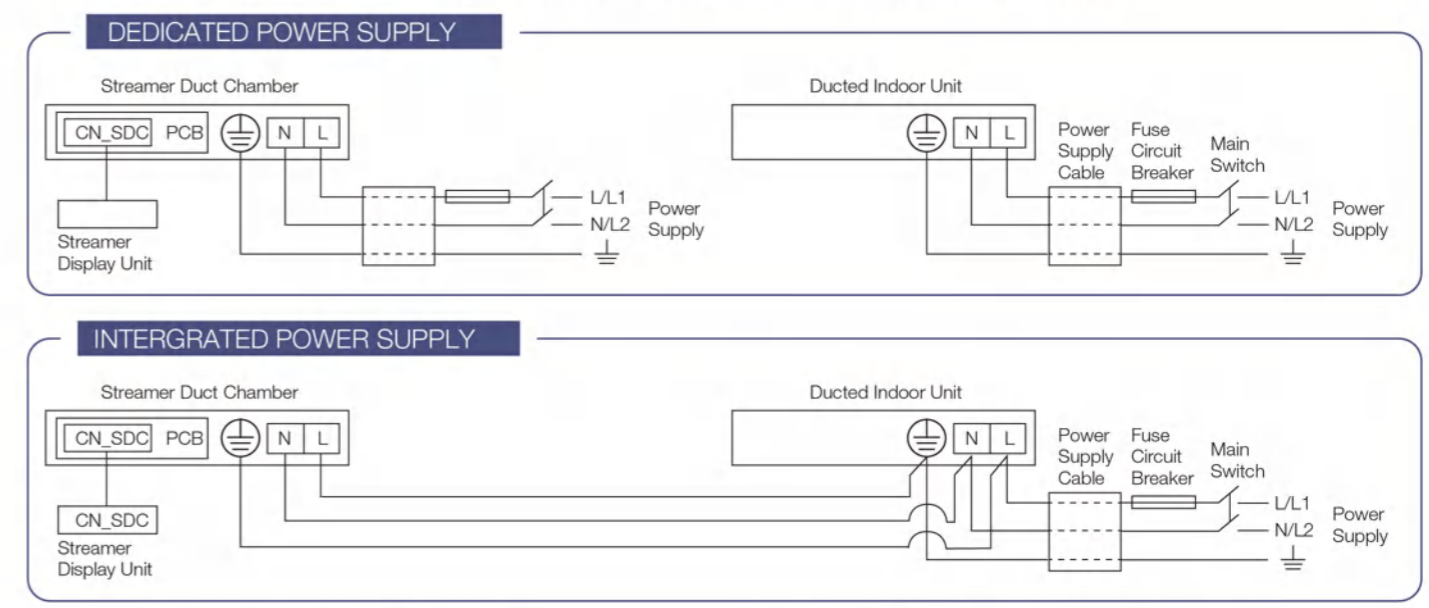 DEDICATED POWER SUPPLY
Streamer Duct Chamber
CN_SDC PCB N L
Streamer
Display Unit
L/L1
N/L2
Power
Supply
Ducted Indoor Unit
N L
Power
Supply
Cable
Fuse
Circuit
Breaker
Main
Switch
L/L1
N/L2
Power
Supply
INTERGRATED POWER SUPPLY
Streamer Duct Chamber
CN_SDC PCB N L
CN_SDC
Streamer
Display Unit
Ducted Indoor Unit
N L
Power
Supply
Cable
Fuse
Circuit
Breaker
Main
Switch
L/L1
N/L2
Power
Supply